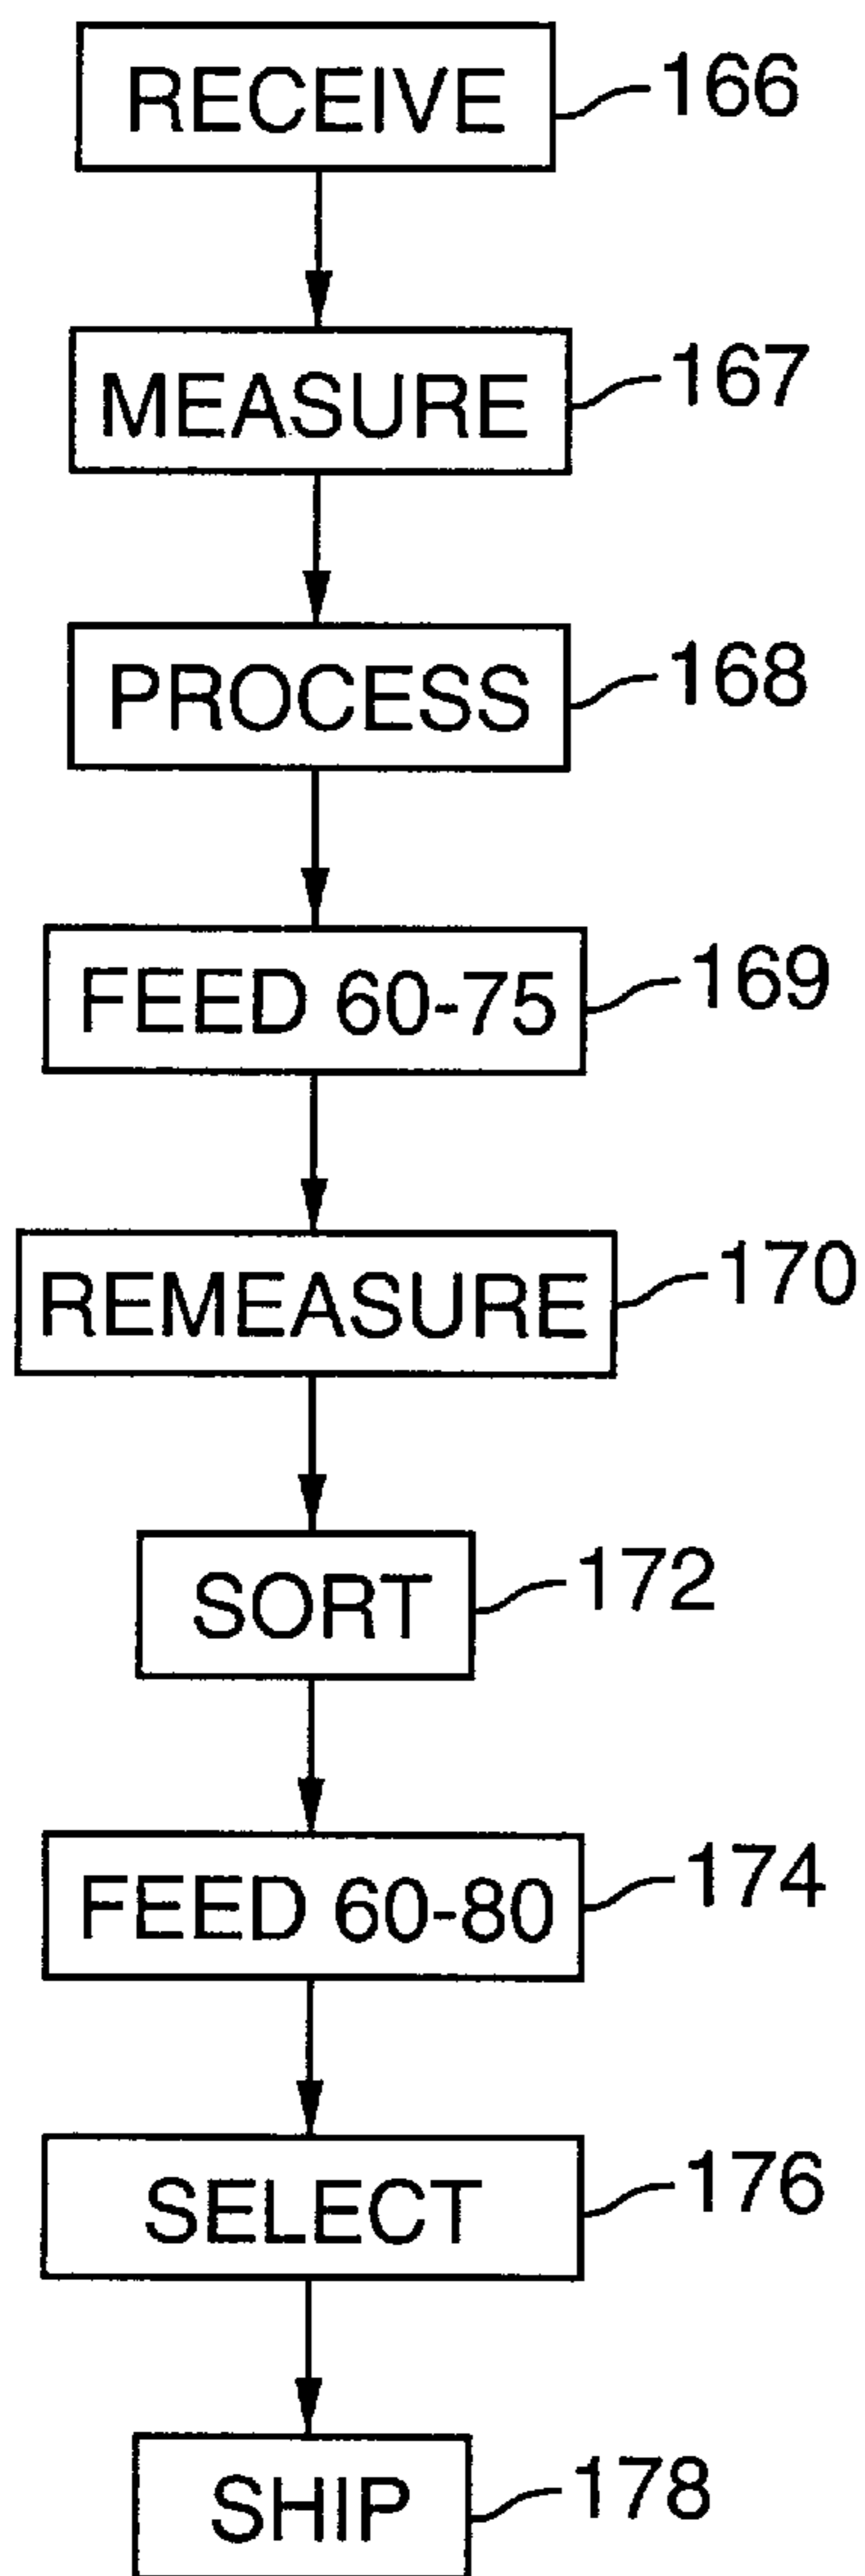 RECEIVE 166
MEASURE 167
PROCESS 168
FEED 60-75 169
REMEASURE 170
SORT 172
FEED 60-80 174
SELECT 176
SHIP 178